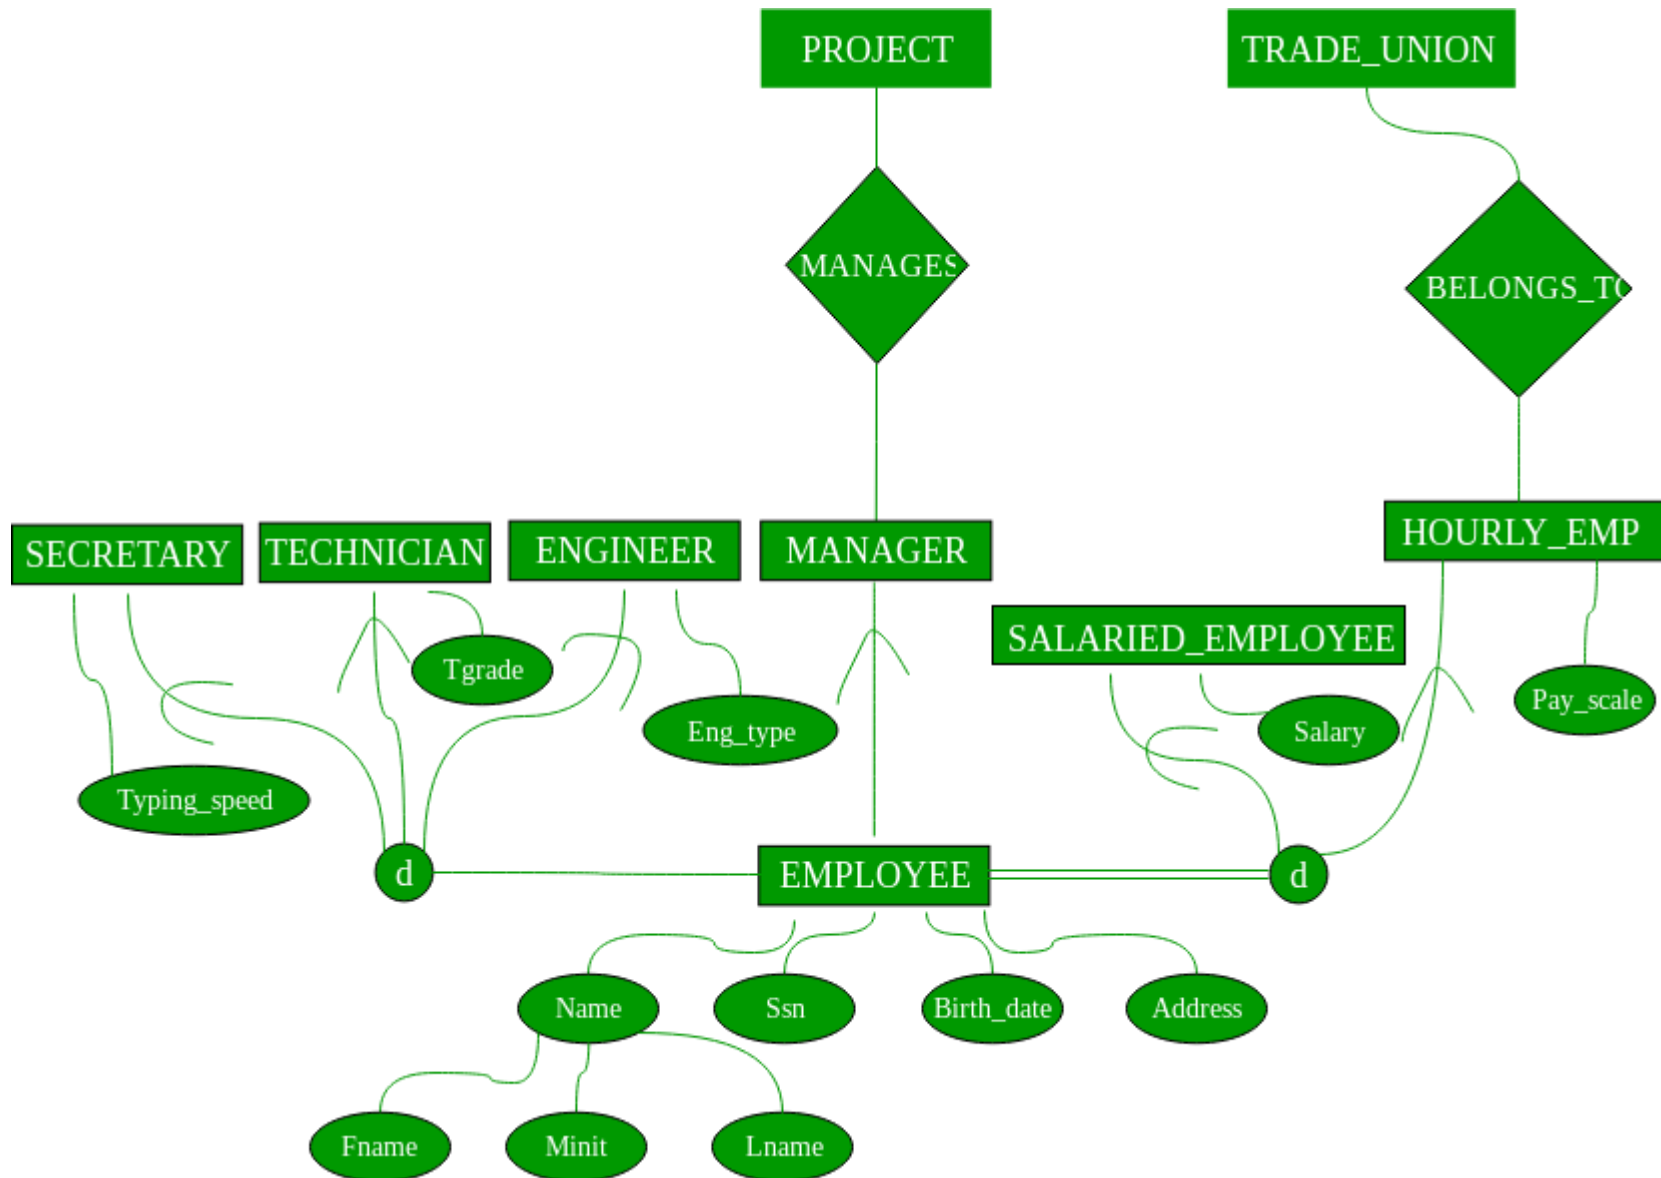 PROJECT
TRADE_UNION
MANAGES
BELONGS_TO
SECRETARY
TECHNICIAN
ENGINEER
MANAGER
HOURLY_EMP
SALARIED_EMPLOYEE
Tgrade
Eng_type
Salary
Pay_scale
Typing_speed
d
EMPLOYEE
d
Name
Ssn
Birth_date
Address
Fname
Minit
Lname